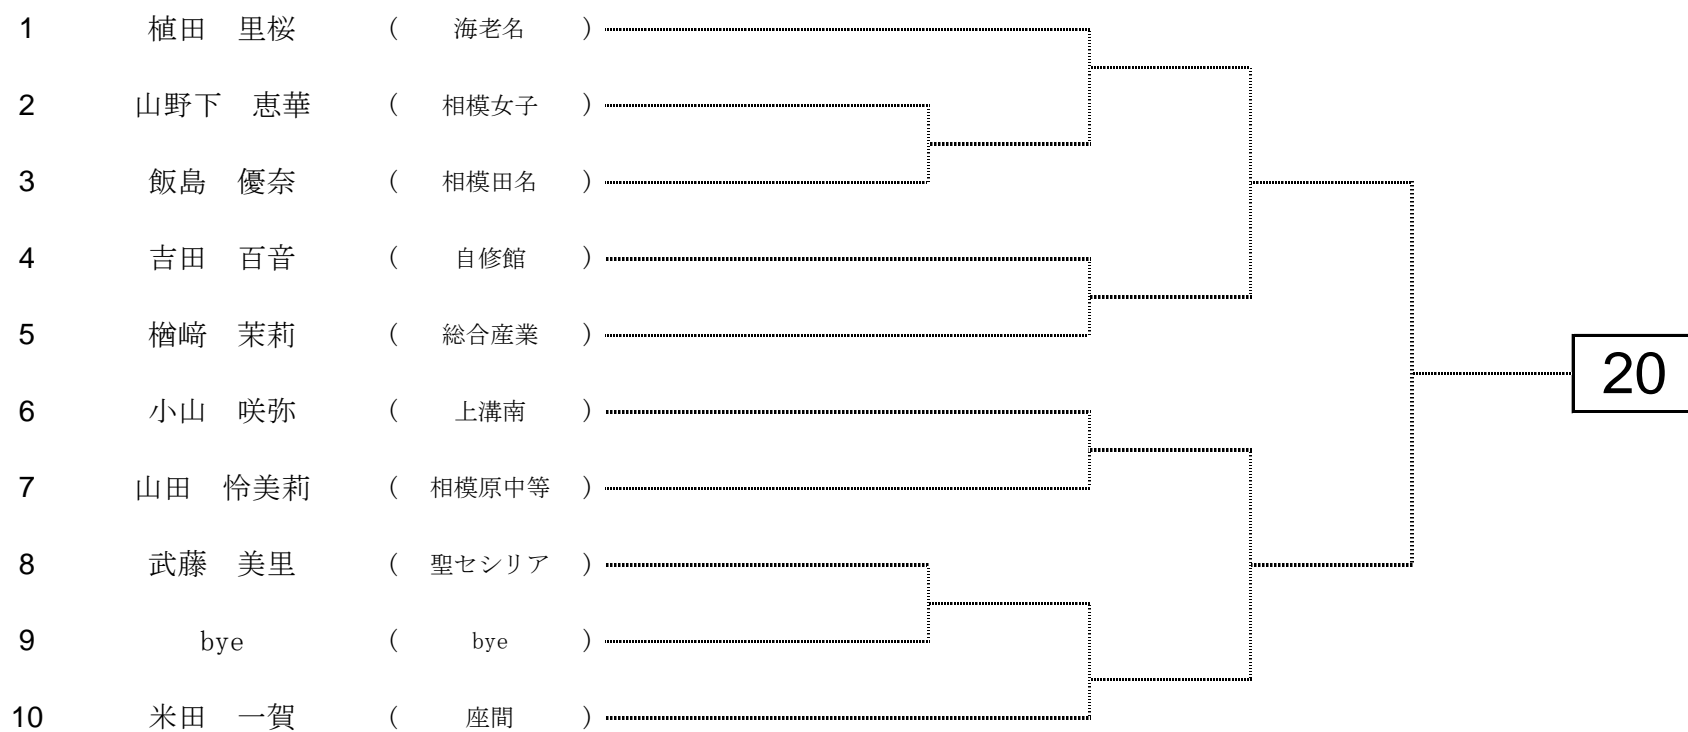 1 植田 里桜 ( 海老名 )
2 山野下 恵華 ( 相模女子 )
3 飯島 優奈 ( 相模田名 )
4 吉田 百音 ( 自修館 )
5 楢﨑 茉莉 ( 総合産業 )
20
6 小山 咲弥 ( 上溝南 )
7 山田 怜美莉 ( 相模原中等 )
8 武藤 美里 ( 聖セシリア )
9 bye ( bye )
10 米田 一賀 ( 座間 )